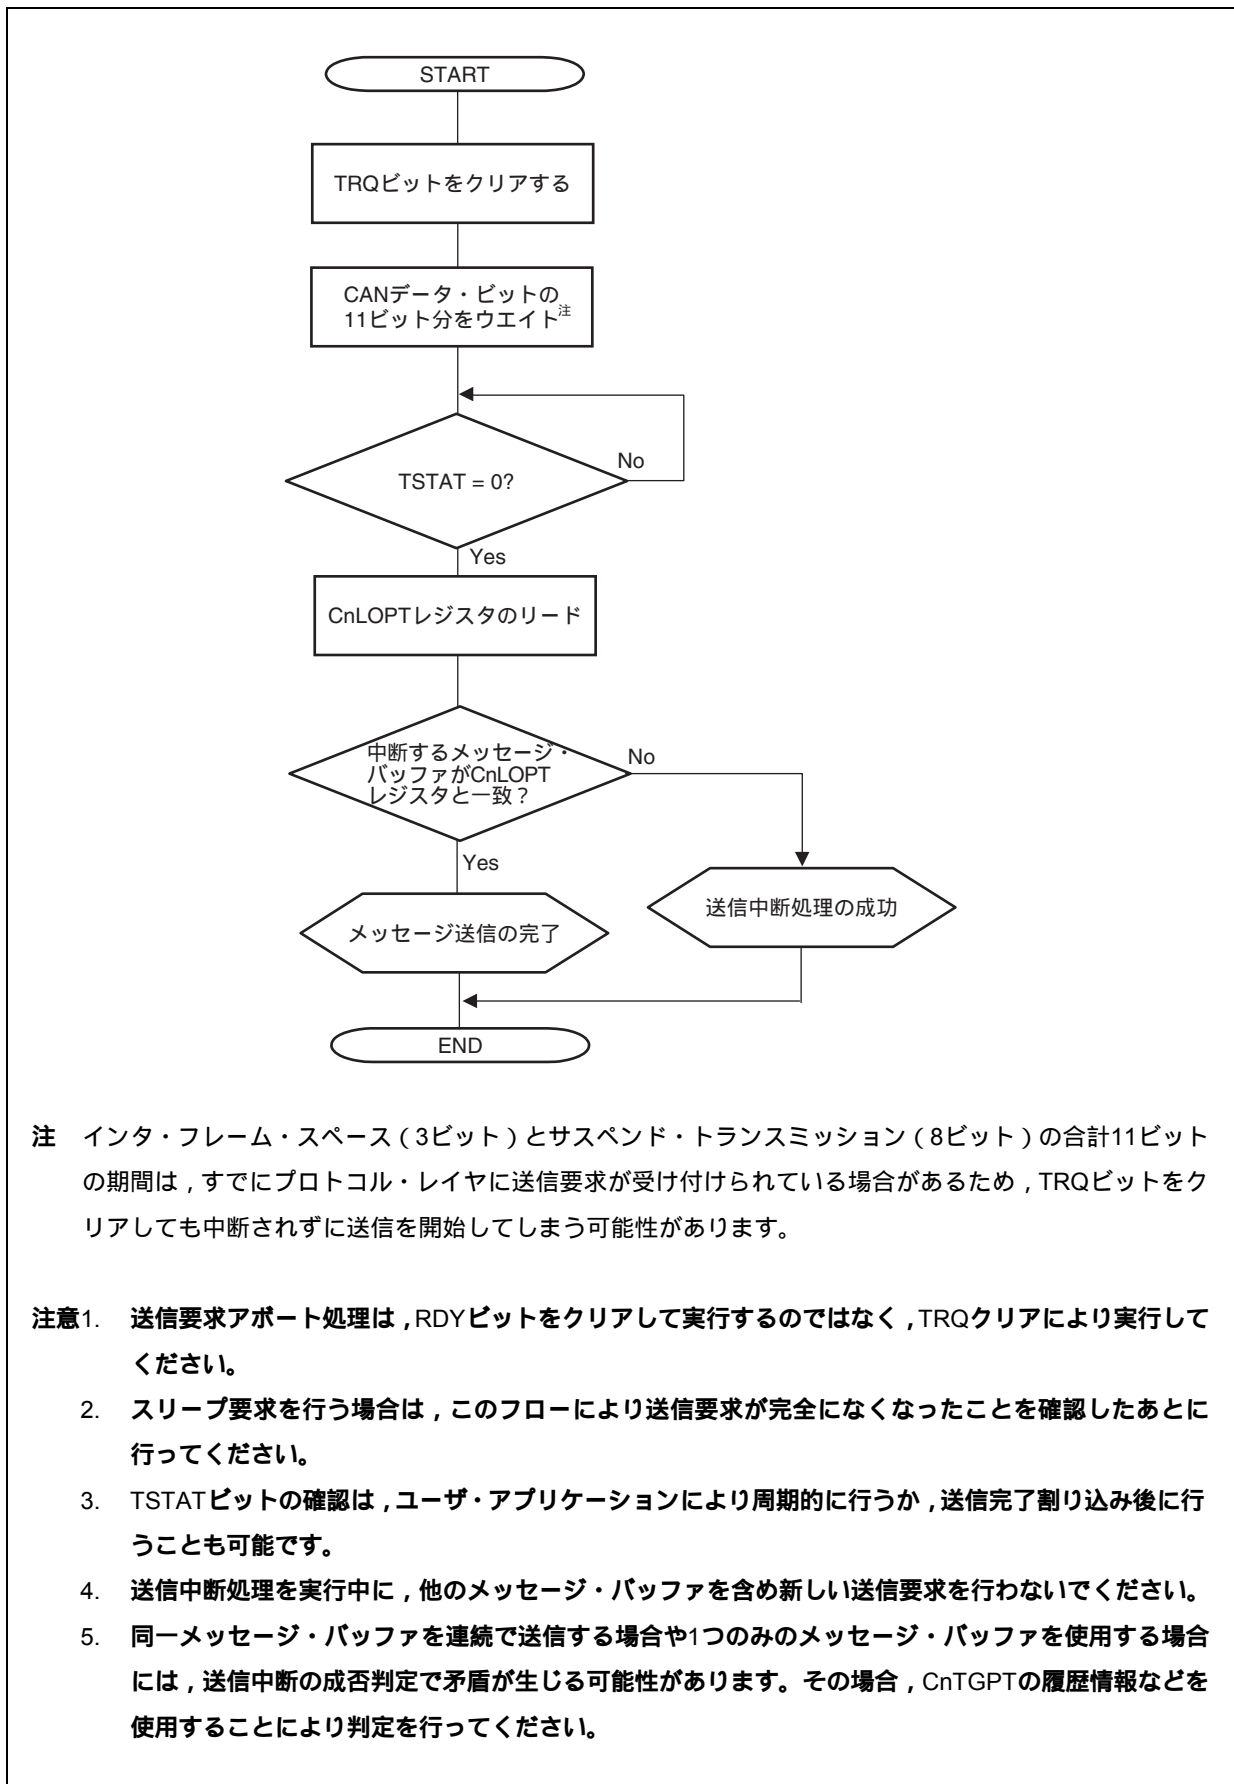 START
TRQビットをクリアする
CANデータ・ビットの
11ビット分をウエイト注
TSTAT = 0?
No
Yes
CnLOPTレジスタのリード
中断するメッセージ・
バッファがCnLOPT
レジスタと一致？
No
Yes
メッセージ送信の完了
送信中断処理の成功
END
注 インタ・フレーム・スペース（3ビット）とサスペンド・トランスミッション（8ビット）の合計11ビット
の期間は，すでにプロトコル・レイヤに送信要求が受け付けられている場合があるため，TRQビットをク
リアしても中断されずに送信を開始してしまう可能性があります。
注意1. 送信要求アボート処理は，RDYビットをクリアして実行するのではなく，TRQクリアにより実行して
ください。
2. スリープ要求を行う場合は，このフローにより送信要求が完全になくなったことを確認したあとに
行ってください。
3. TSTATビットの確認は，ユーザ・アプリケーションにより周期的に行うか，送信完了割り込み後に行
うことも可能です。
4. 送信中断処理を実行中に，他のメッセージ・バッファを含め新しい送信要求を行わないでください。
5. 同一メッセージ・バッファを連続で送信する場合や1つのみのメッセージ・バッファを使用する場合
には，送信中断の成否判定で矛盾が生じる可能性があります。その場合，CnTGPTの履歴情報などを
使用することにより判定を行ってください。